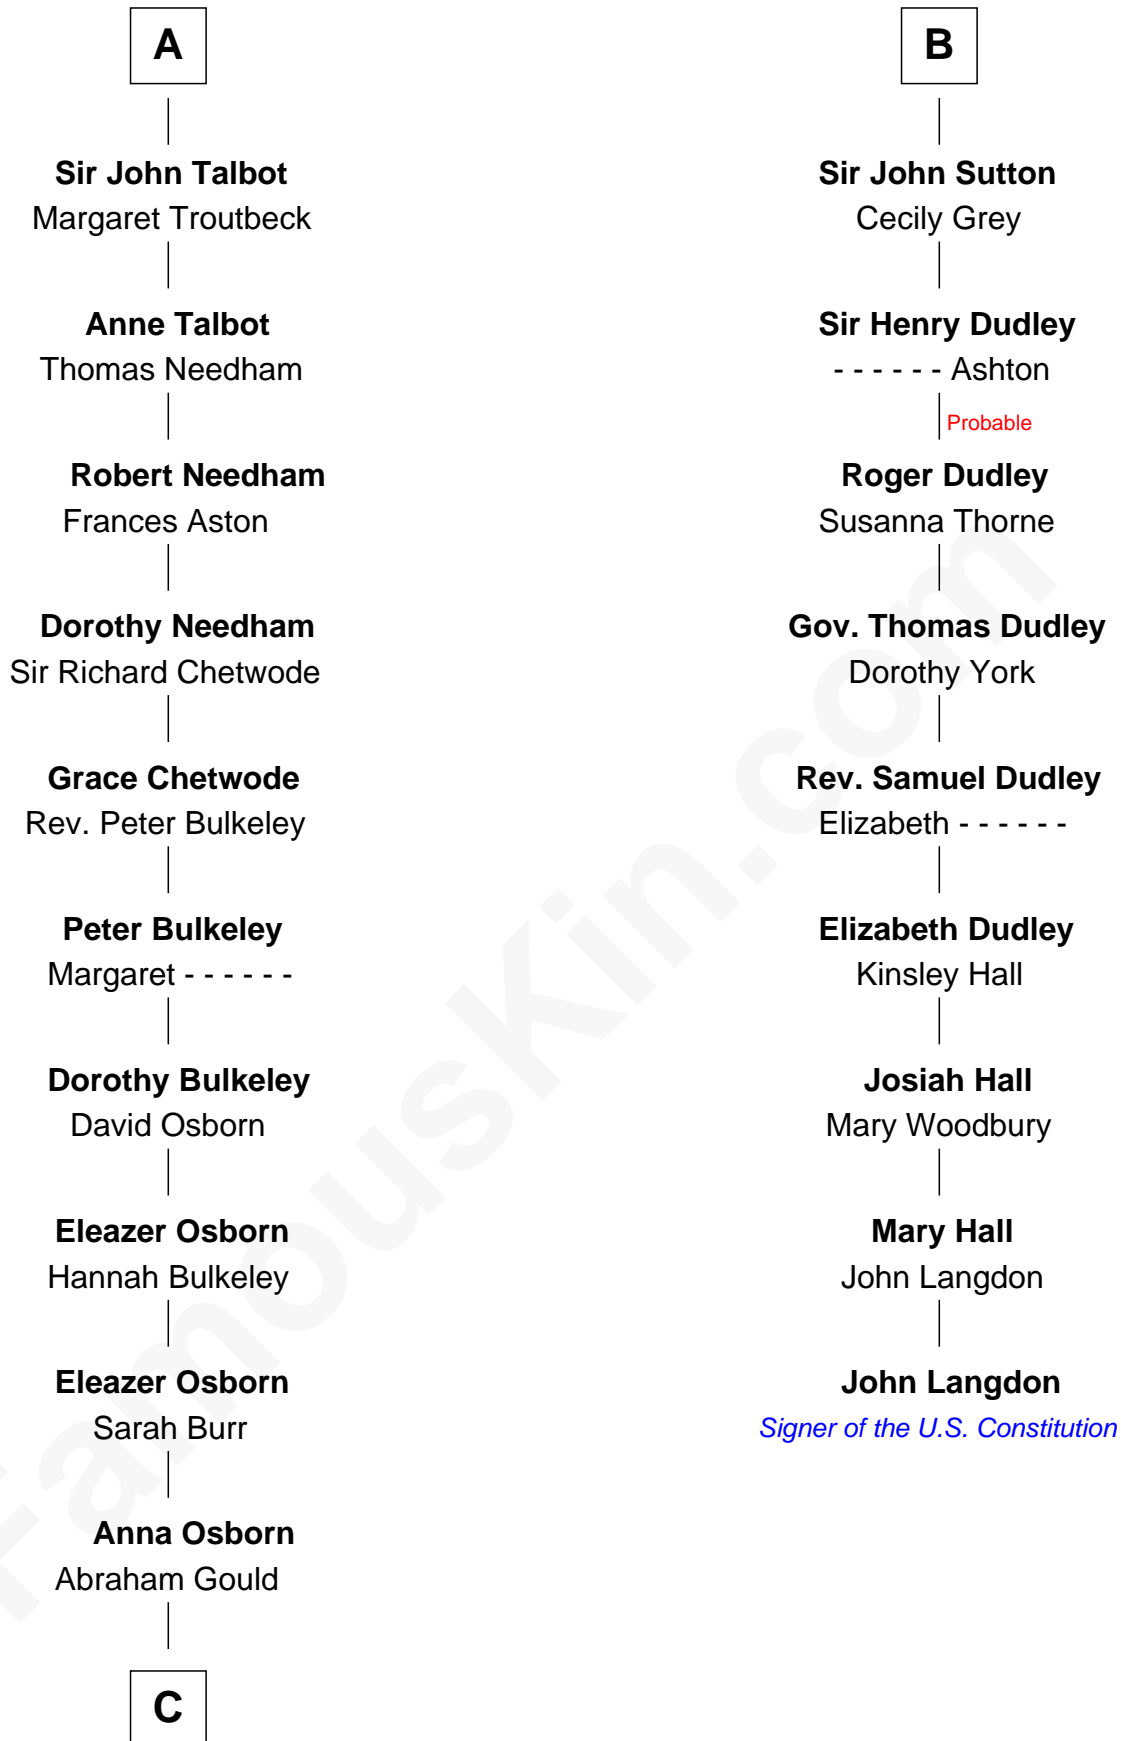 A
Sir John Talbot
Margaret Troutbeck
Anne Talbot
Thomas Needham
Robert Needham
Frances Aston
Dorothy Needham
Sir Richard Chetwode
Grace Chetwode
Rev. Peter Bulkeley
Peter Bulkeley
Margaret - - - - - -
Dorothy Bulkeley
David Osborn
Eleazer Osborn
Hannah Bulkeley
Eleazer Osborn
Sarah Burr
Anna Osborn
Abraham Gould
C
B
Sir John Sutton
Cecily Grey
Sir Henry Dudley
- - - - - - Ashton
Probable
Roger Dudley
Susanna Thorne
Gov. Thomas Dudley
Dorothy York
Rev. Samuel Dudley
Elizabeth - - - - - -
Elizabeth Dudley
Kinsley Hall
Josiah Hall
Mary Woodbury
Mary Hall
John Langdon
John Langdon
Signer of the U.S. Constitution
FamousKin.com